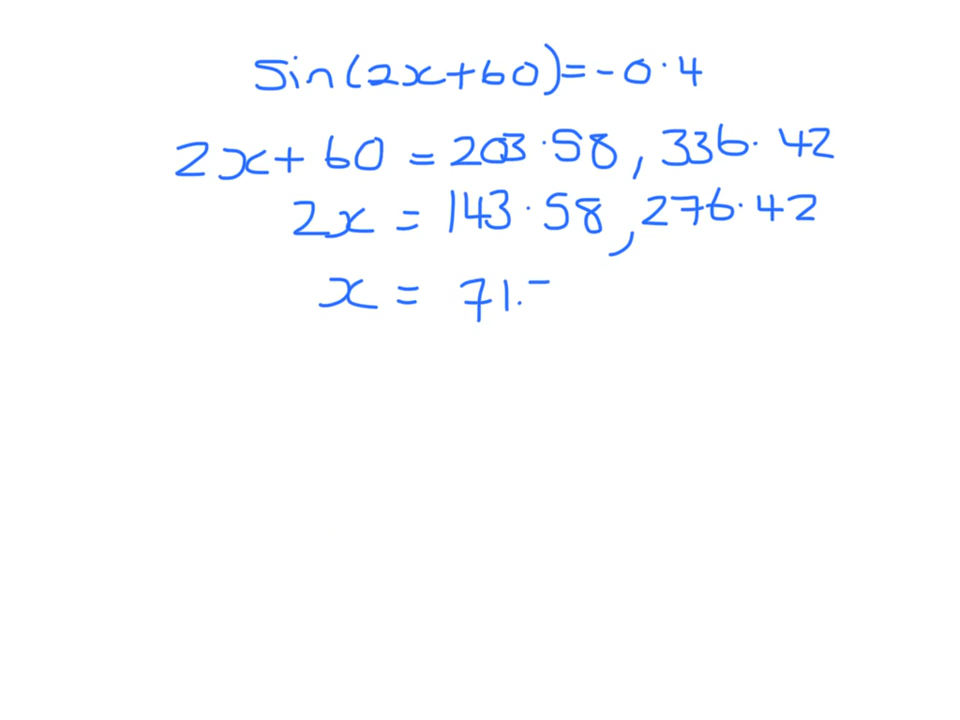 Sin(2x+60)=-0.4
2x+60=203.58, 336.42
2x = 143.58, 276.42
x = 71.